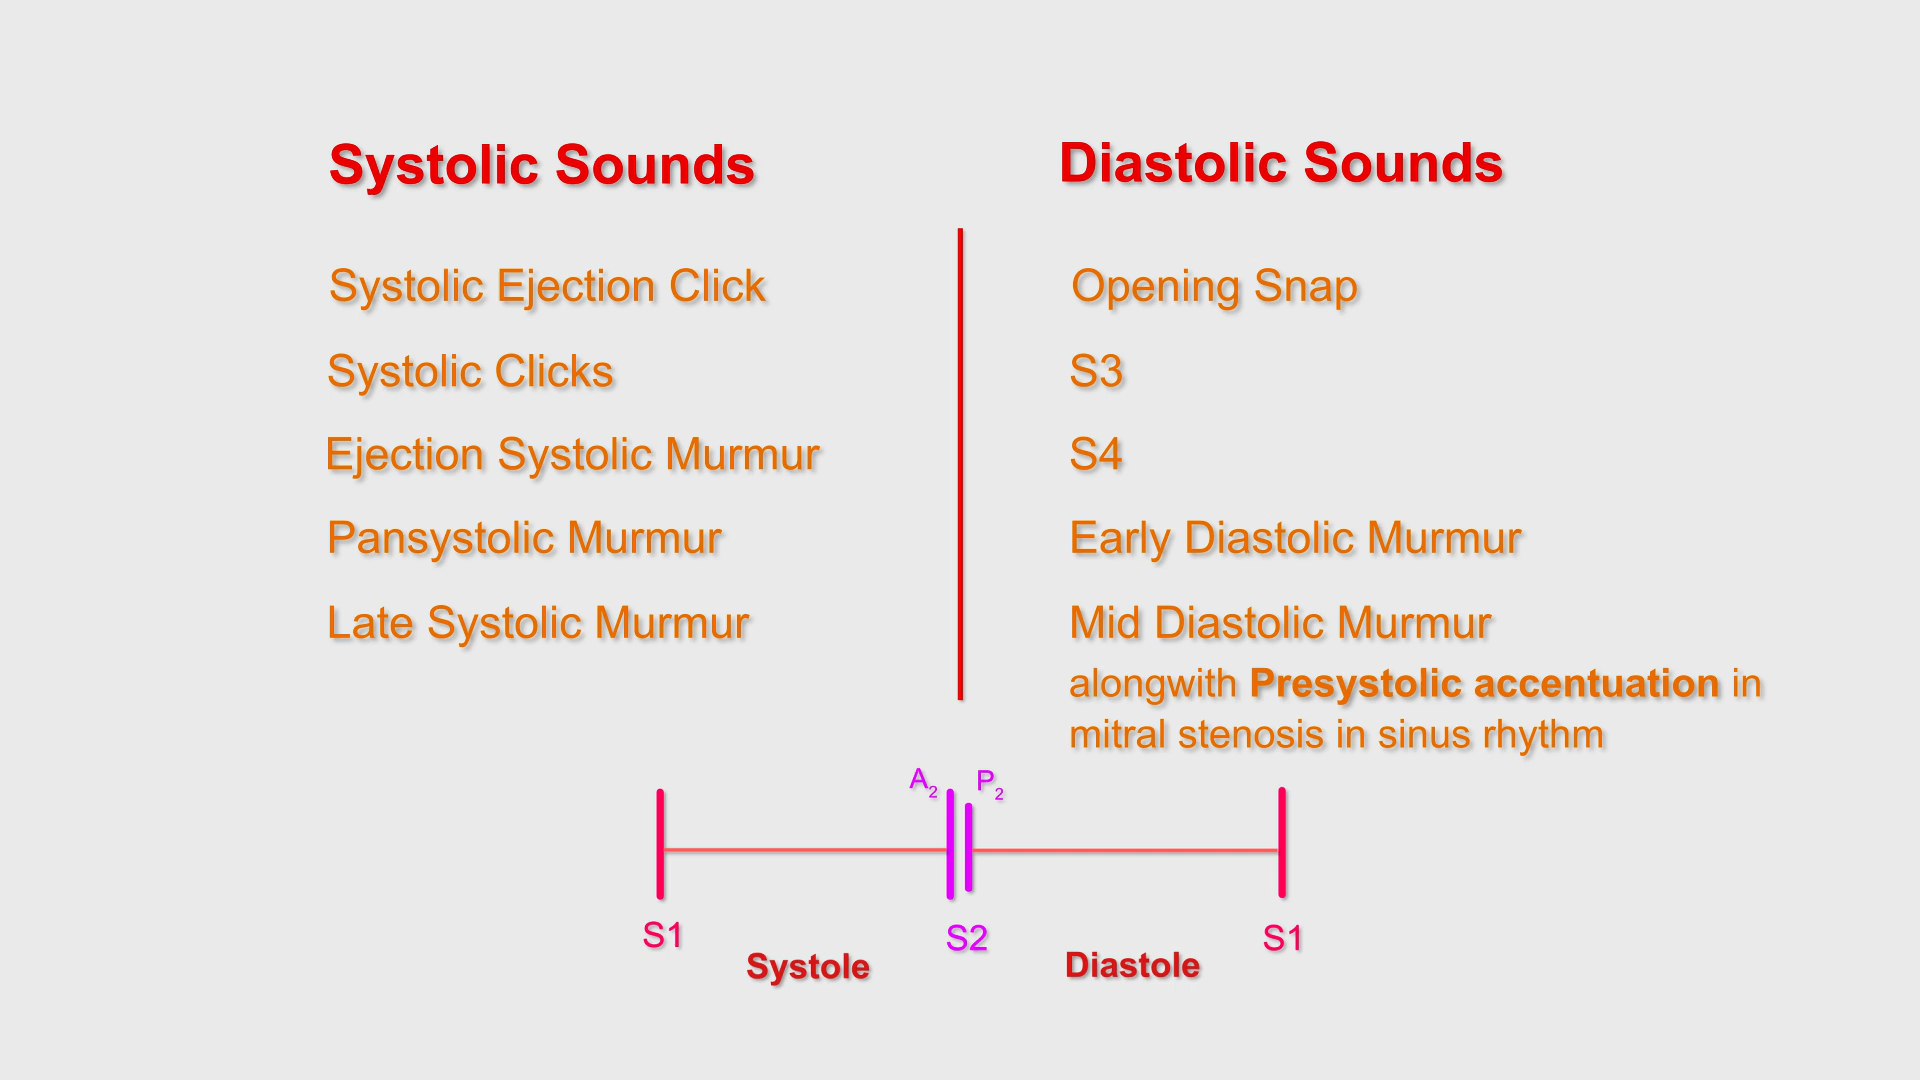 Systolic Sounds
Systolic Ejection Click
Systolic Clicks
Ejection Systolic Murmur
Pansystolic Murmur
Late Systolic Murmur
Diastolic Sounds
Opening Snap
S3
S4
Early Diastolic Murmur
Mid Diastolic Murmur
alongwith Presystolic accentuation in
mitral stenosis in sinus rhythm
A2 P2
S1 S2 S1
Systole Diastole